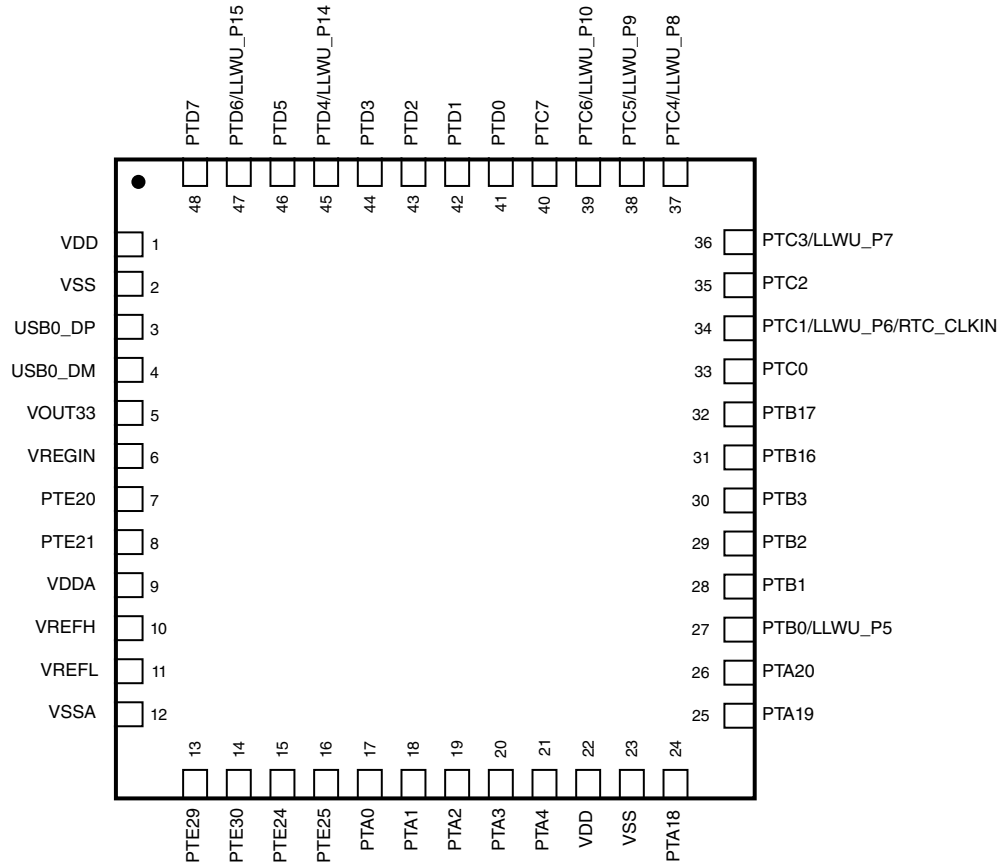 PTD7
PTD6/LLWU_P15
PTD5
PTD4/LLWU_P14
PTD3
PTD2
PTD1
PTD0
PTC7
PTC6/LLWU_P10
PTC5/LLWU_P9
PTC4/LLWU_P8
48
47
46
45
44
43
42
41
40
39
38
37
VDD 1
VSS 2
USB0_DP 3
USB0_DM 4
VOUT33 5
VREGIN 6
PTE20 7
PTE21 8
VDDA 9
VREFH 10
VREFL 11
VSSA 12
36 PTC3/LLWU_P7
35 PTC2
34 PTC1/LLWU_P6/RTC_CLKIN
33 PTC0
32 PTB17
31 PTB16
30 PTB3
29 PTB2
28 PTB1
27 PTB0/LLWU_P5
26 PTA20
25 PTA19
13
14
15
16
17
18
19
20
21
22
23
24
PTE29
PTE30
PTE24
PTE25
PTA0
PTA1
PTA2
PTA3
PTA4
VDD
VSS
PTA18